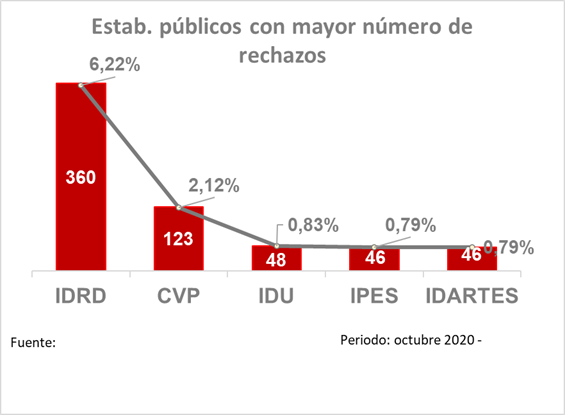 Estab. públicos con mayor número de
rechazos
6,22%
360
2,12%
123
0,83%
48
0,79%
46
0,79%
46
IDRD CVP IDU IPES IDARTES
Fuente:
Periodo: octubre 2020 -